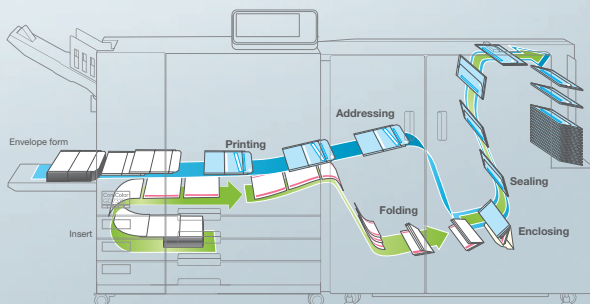 Addressing
Printing
Envelope form
Sealing
Folding
Insert
Enclosing